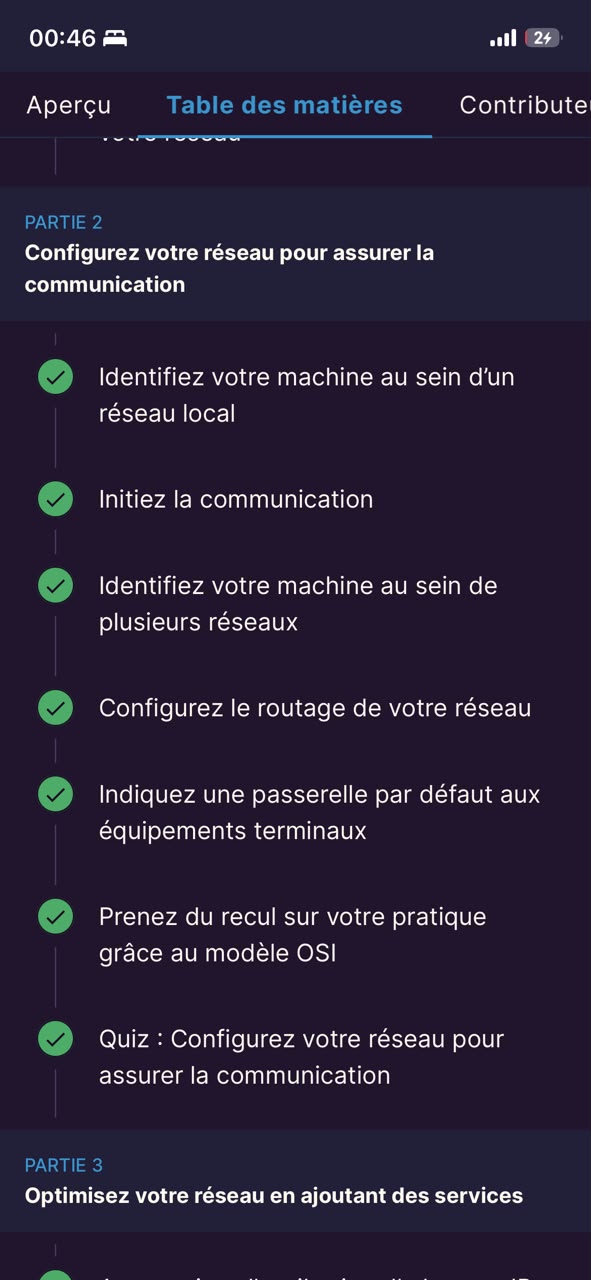 00:46
2
Aperçu Table des matières
PARTIE 2
Configurez votre réseau pour assurer la
communication
Identifiez votre machine au sein d’un
réseau local
Initiez la communication
Identifiez votre machine au sein de
plusieurs réseaux
Configurez le routage de votre réseau
Indiquez une passerelle par défaut aux
équipements terminaux
Prenez du recul sur votre pratique
grâce au modèle OSI
Quiz : Configurez votre réseau pour
assurer la communication
PARTIE 3
Optimisez votre réseau en ajoutant des services